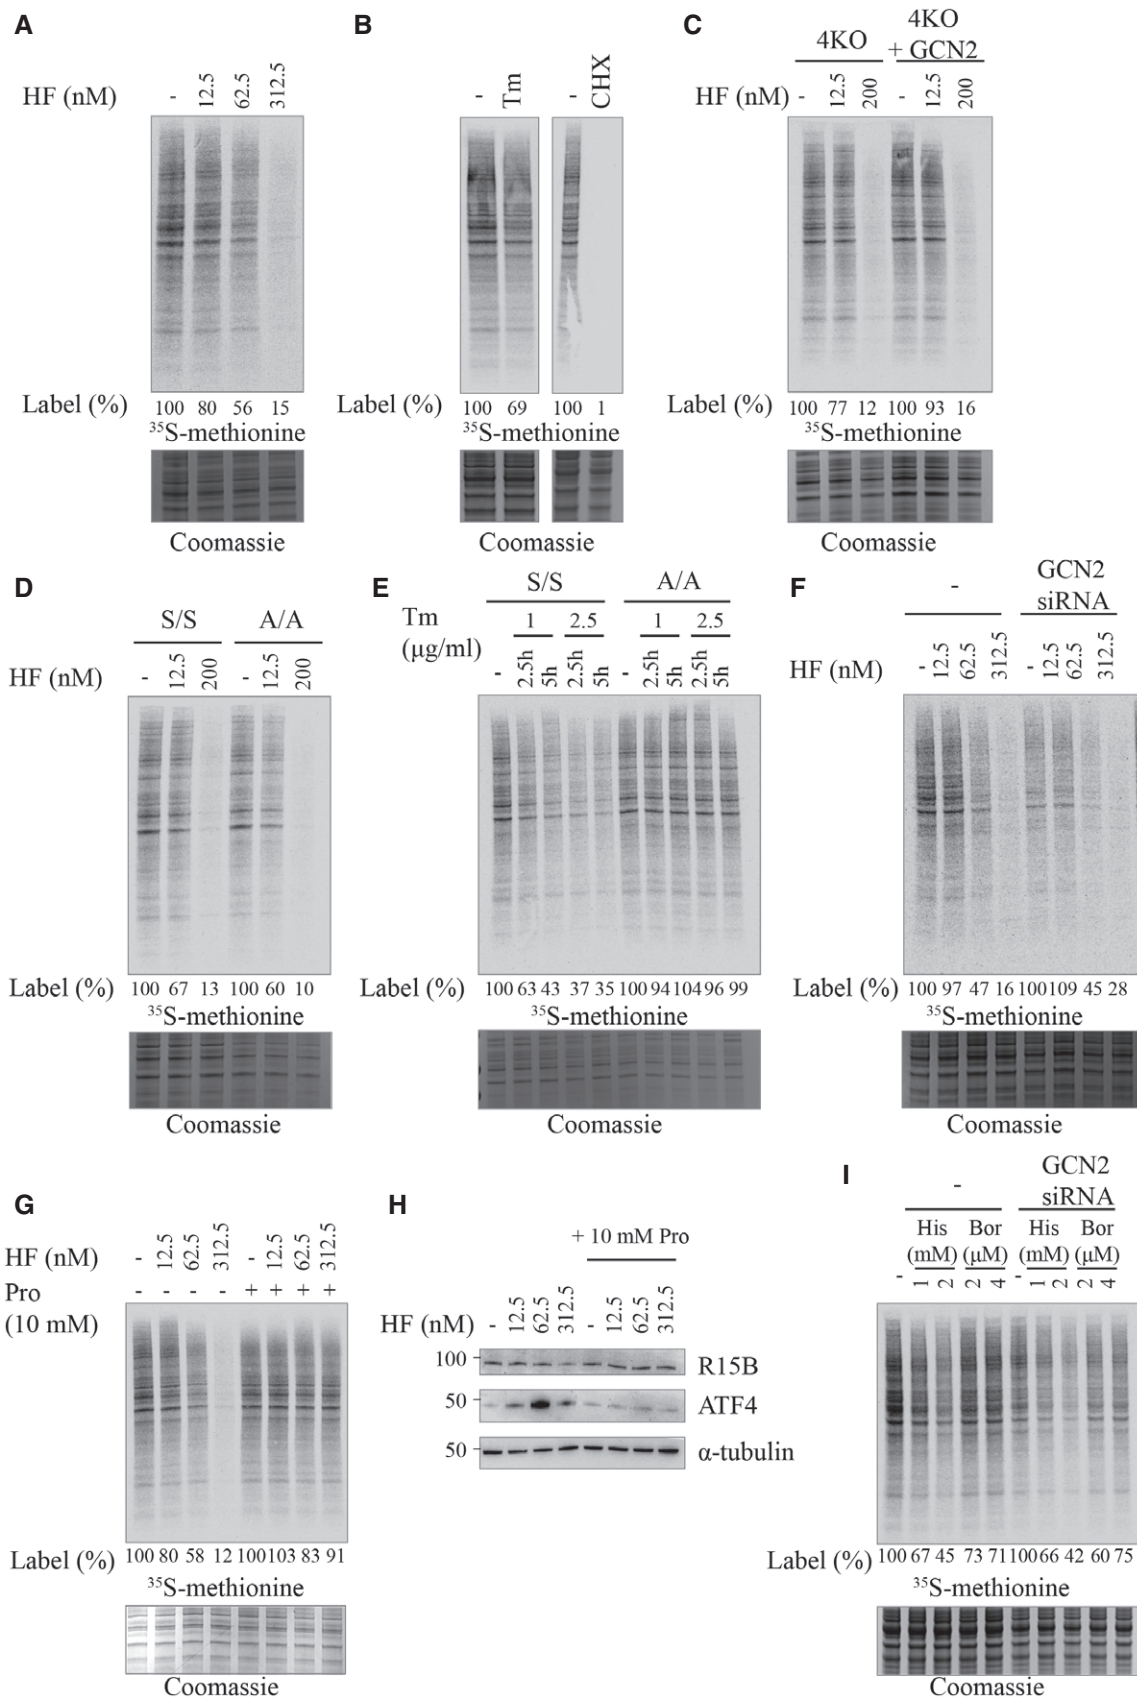 A
HF (nM)
- 12.5 62.5 312.5
Label (%) 100 80 56 15
35S-methionine
Coomassie
B
- Tm - CHX
Label (%) 100 69 100 1
35S-methionine
Coomassie
C
4KO 4KO + GCN2
HF (nM) - 12.5 200 - 12.5 200
Label (%) 100 77 12 100 93 16
35S-methionine
Coomassie
D
S/S A/A
HF (nM) - 12.5 200 - 12.5 200
Label (%) 100 67 13 100 60 10
35S-methionine
Coomassie
E
S/S A/A
Tm (µg/ml) 1 2.5 1 2.5
- 2.5h 5h 2.5h 5h - 2.5h 5h 2.5h 5h
Label (%) 100 63 43 37 35 100 94 104 96 99
35S-methionine
Coomassie
F
- GCN2 siRNA
HF (nM) - 12.5 62.5 312.5 - 12.5 62.5 312.5
Label (%) 100 97 47 16 100 109 45 28
35S-methionine
Coomassie
G
HF (nM) - 12.5 62.5 312.5 - 12.5 62.5 312.5
Pro - - - - + + + +
(10 mM)
Label (%) 100 80 58 12 100 103 83 91
35S-methionine
Coomassie
H
+ 10 mM Pro
HF (nM) - 12.5 62.5 312.5 - 12.5 62.5 312.5
100 R15B
50 ATF4
50 α-tubulin
I
- GCN2 siRNA
His (mM) Bor (µM) His (mM) Bor (µM)
- 1 2 2 4 - 1 2 2 4
Label (%) 100 67 45 73 71 100 66 42 60 75
35S-methionine
Coomassie